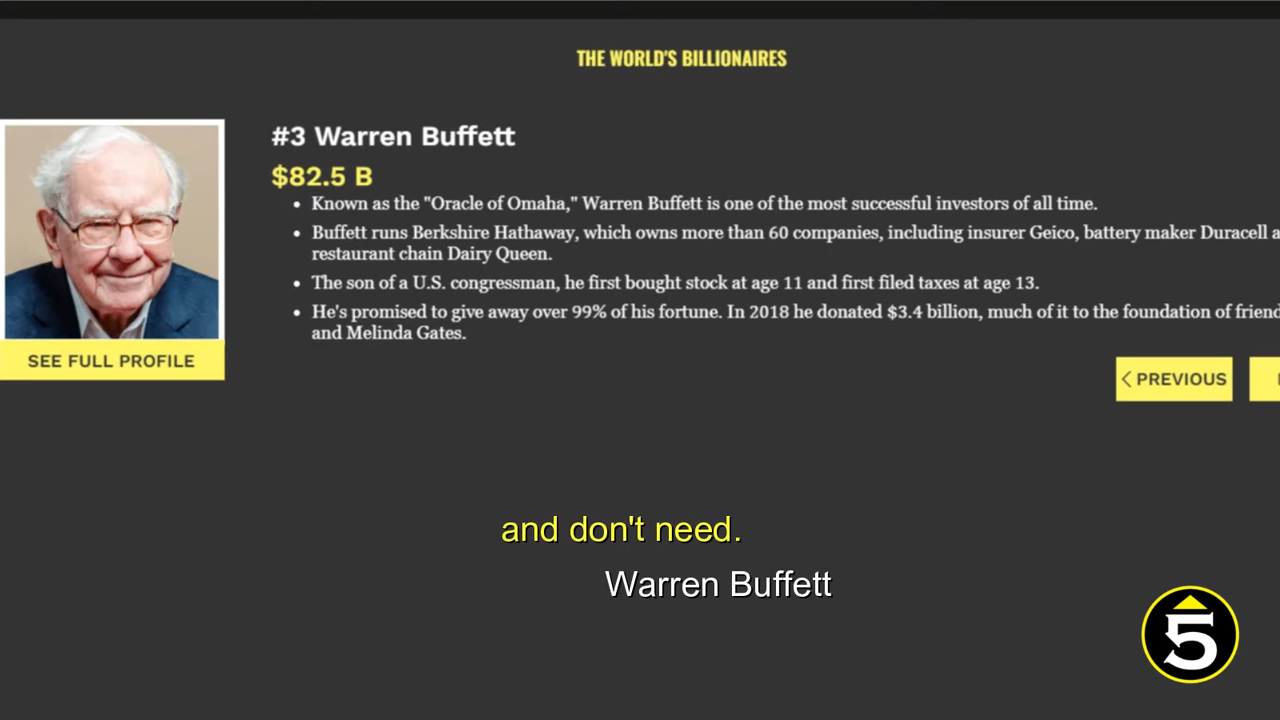 THE WORLD'S BILLIONAIRES
#3 Warren Buffett
$82.5 B
• Known as the "Oracle of Omaha," Warren Buffett is one of the most successful investors of all time.
• Buffett runs Berkshire Hathaway, which owns more than 60 companies, including insurer Geico, battery maker Duracell a
restaurant chain Dairy Queen.
• The son of a U.S. congressman, he first bought stock at age 11 and first filed taxes at age 13.
• He's promised to give away over 99% of his fortune. In 2018 he donated $3.4 billion, much of it to the foundation of friend
and Melinda Gates.
SEE FULL PROFILE
< PREVIOUS
and don't need.
Warren Buffett
5